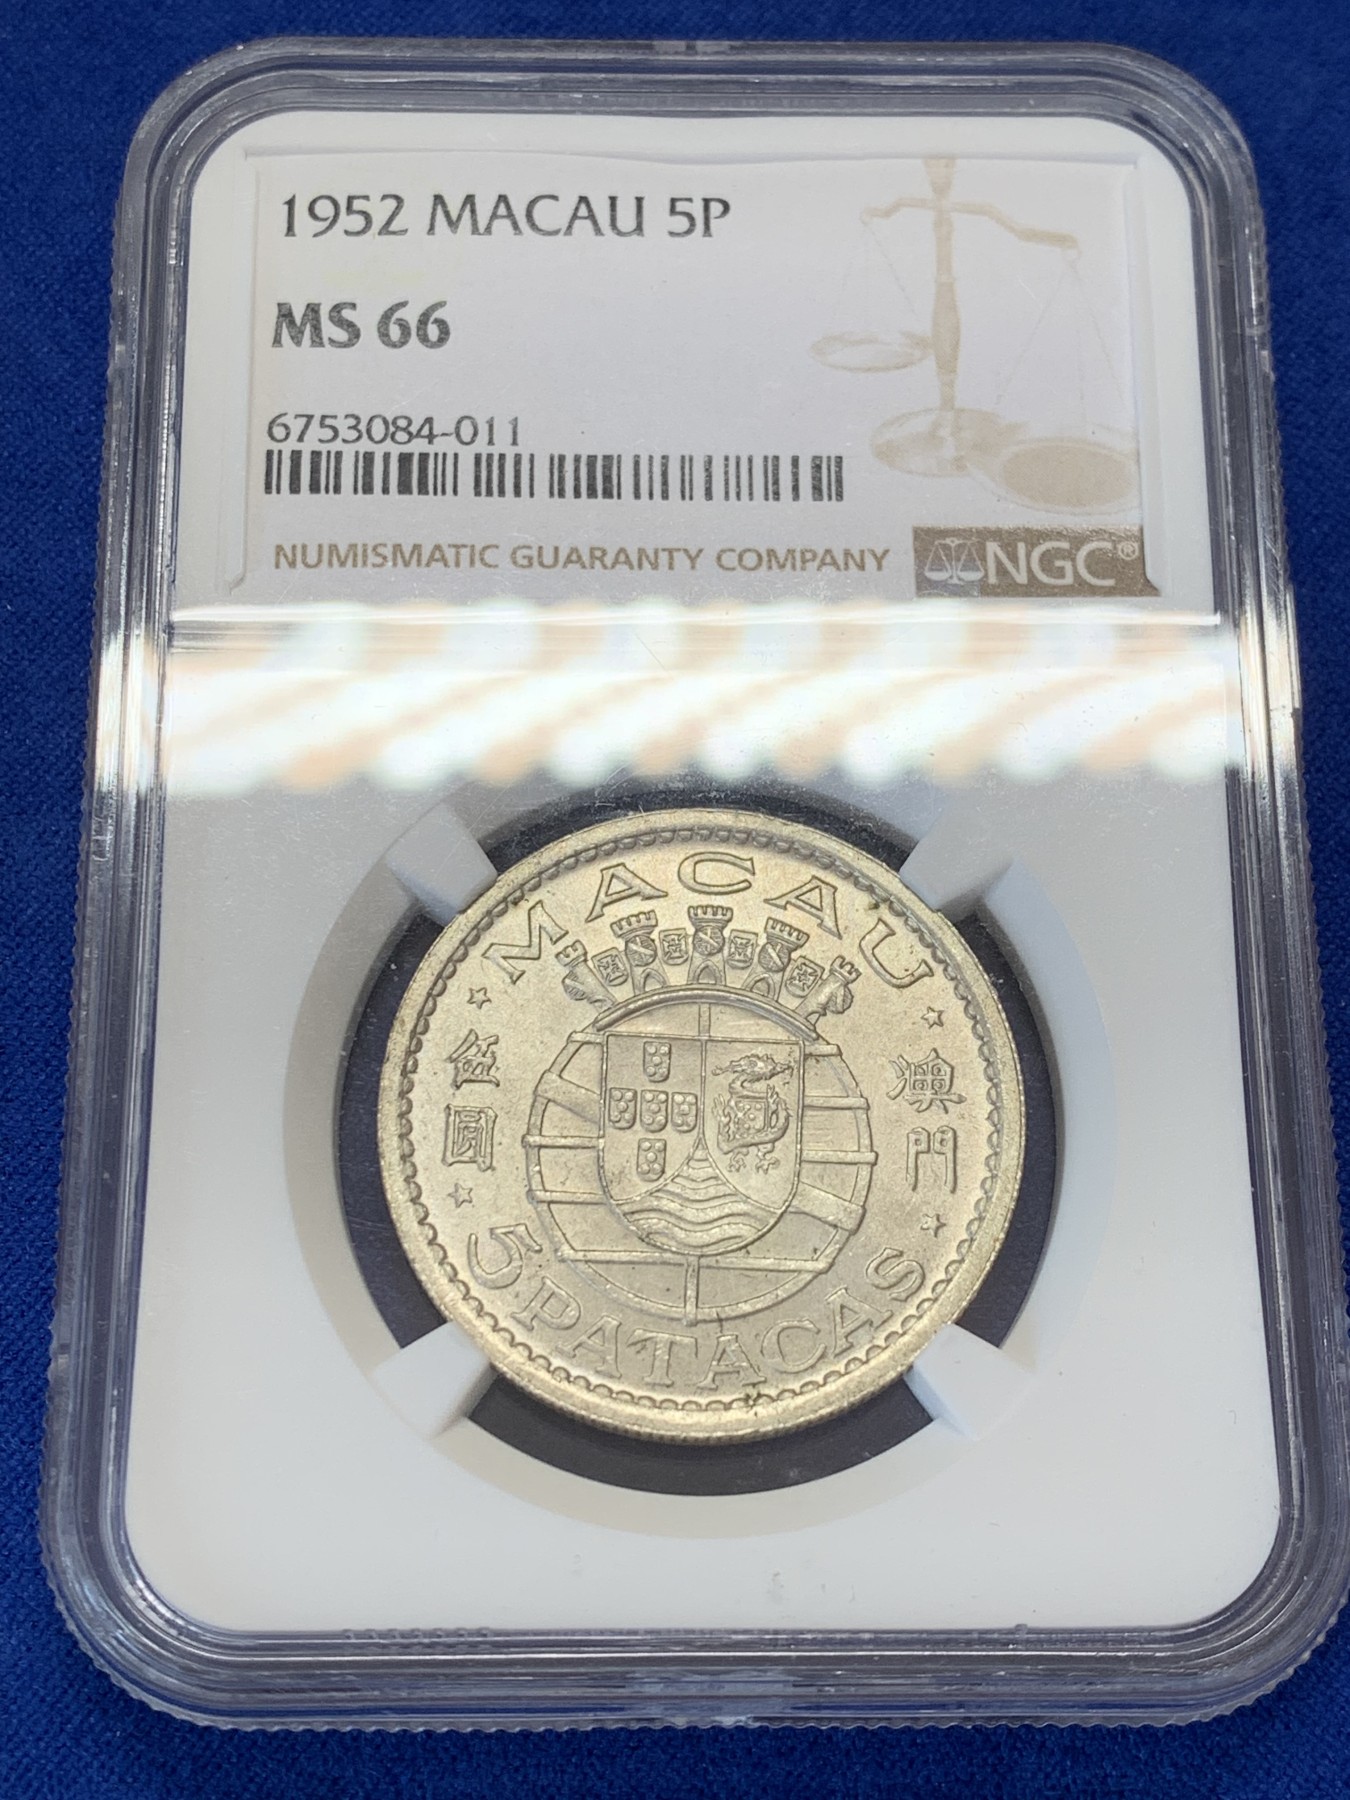 1952 MACAU 5P
MS 66
6753084-011
NUMISMATIC GUARANTY COMPANY
NGC®
MACAU
伍圓
澳門
5 PATACAS